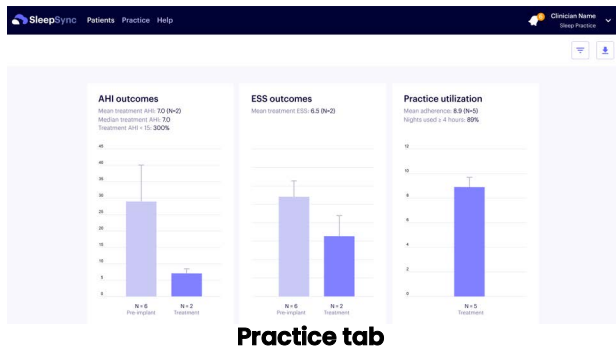 SleepSync Patients Practice Help
Clinician Name
Sleep Practice
AHI outcomes
Mean treatment AHI: 7.0 (N=2)
Median treatment AHI: 7.0
Treatment AHI < 15: 300%
45
40
35
30
25
20
15
10
5
0
N = 6
Pre-implant
N = 2
Treatment
ESS outcomes
Mean treatment ESS: 6.5 (N=2)
N = 6
Pre-implant
N = 2
Treatment
Practice utilization
Mean adherence: 8.9 (N=5)
Nights used ≥ 4 hours: 89%
12
10
8
6
4
2
0
N = 5
Treatment
Practice tab